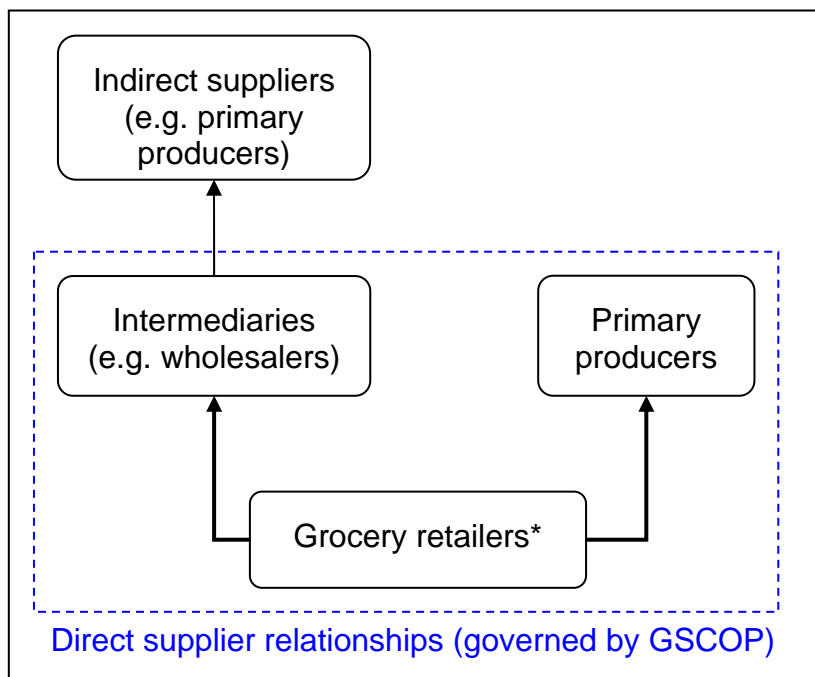 Indirect suppliers
(e.g. primary
producers)
Intermediaries
(e.g. wholesalers)
Primary
producers
Grocery retailers*
Direct supplier relationships (governed by GSCOP)